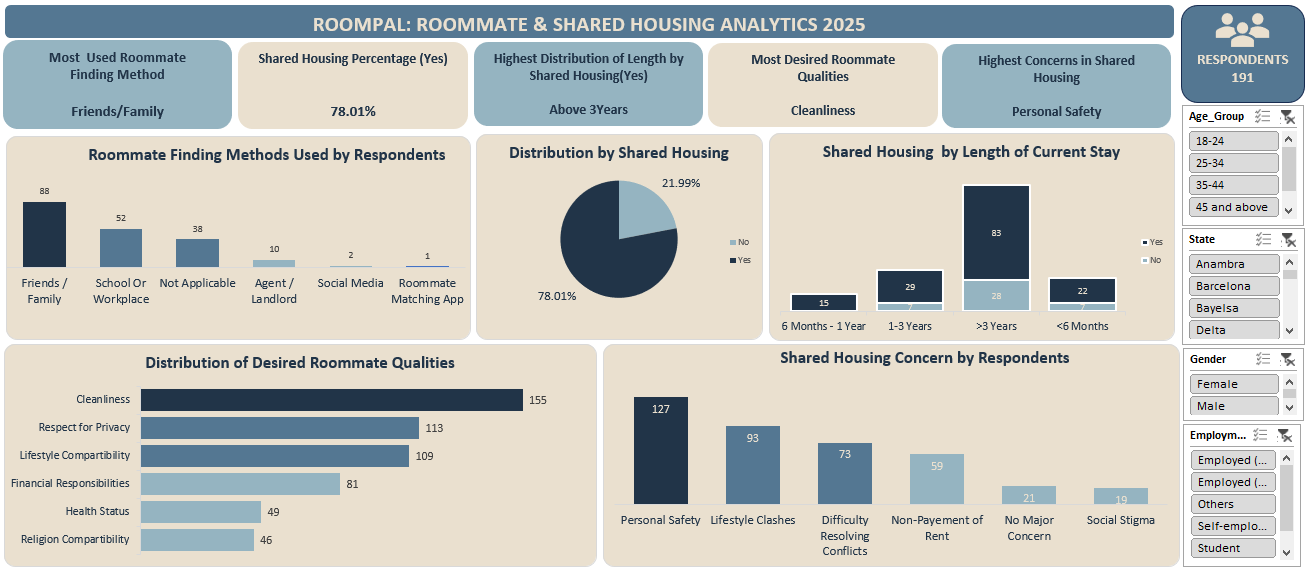 ROOMPAL: ROOMMATE & SHARED HOUSING ANALYTICS 2025
RESPONDENTS
191
Most Used Roommate
Finding Method
Friends/Family
Shared Housing Percentage (Yes)
78.01%
Highest Distribution of Length by
Shared Housing(Yes)
Above 3Years
Most Desired Roommate
Qualities
Cleanliness
Highest Concerns in Shared
Housing
Personal Safety
Roommate Finding Methods Used by Respondents
88
52
38
10
2
1
Friends /
Family
School Or
Workplace
Not Applicable
Agent /
Landlord
Social Media
Roommate
Matching App
Distribution by Shared Housing
21.99%
78.01%
No
Yes
Shared Housing by Length of Current Stay
15
29
7
83
28
22
7
6 Months - 1 Year
1-3 Years
>3 Years
<6 Months
Yes
No
Distribution of Desired Roommate Qualities
Cleanliness
155
Respect for Privacy
113
Lifestyle Compartibility
109
Financial Responsibilities
81
Health Status
49
Religion Compartibility
46
Shared Housing Concern by Respondents
127
93
73
59
21
19
Personal Safety
Lifestyle Clashes
Difficulty
Resolving
Conflicts
Non-Payement of
Rent
No Major
Concern
Social Stigma
Age_Group
18-24
25-34
35-44
45 and above
State
Anambra
Barcelona
Bayelsa
Delta
Gender
Female
Male
Employm...
Employed (...
Employed (...
Others
Self-emplo...
Student